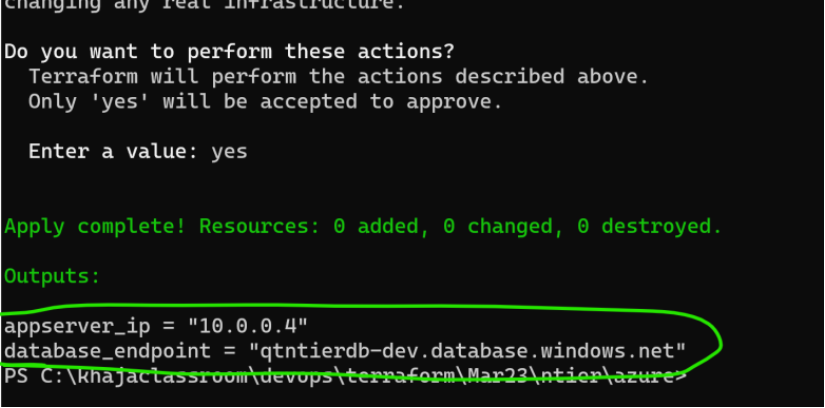 changing any real infrastructure.
Do you want to perform these actions?
Terraform will perform the actions described above.
Only 'yes' will be accepted to approve.
Enter a value: yes
Apply complete! Resources: 0 added, 0 changed, 0 destroyed.
Outputs:
appserver_ip = "10.0.0.4"
database_endpoint = "qtntierdb-dev.database.windows.net"
PS C:\khajaclassroom\devops\terraform\Mar23\ntier\azure>